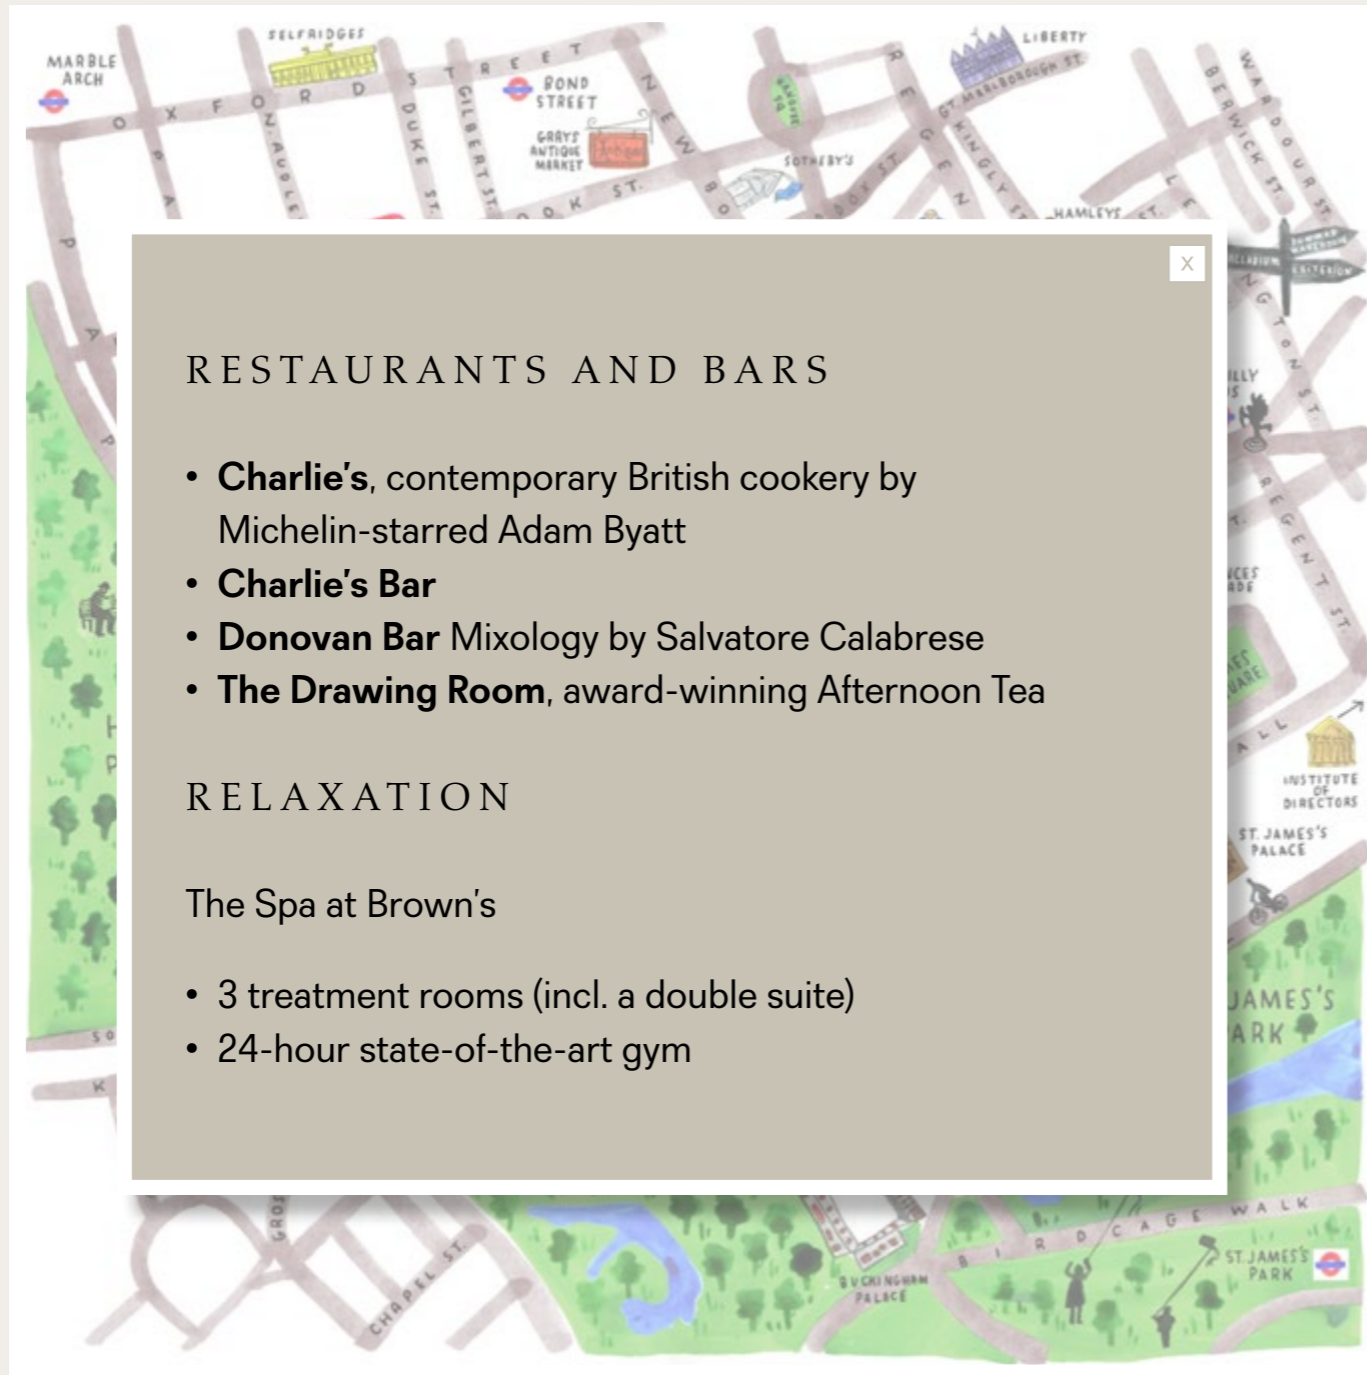 SELFRIDGES
LIBERTY
MARBLE
ARCH
OXFORD STREET
BOND
STREET
GT. MARLBOROUGH ST.
DUKE ST.
GILBERT ST.
GRAYS
ANTIQUE
MARKET
SOTHEBY'S
KINGLY ST.
BERWICK ST.
WARDOUR ST.
HAMLEYS
X
RESTAURANTS AND BARS
• Charlie's, contemporary British cookery by
Michelin-starred Adam Byatt
• Charlie's Bar
• Donovan Bar Mixology by Salvatore Calabrese
• The Drawing Room, award-winning Afternoon Tea
RELAXATION
The Spa at Brown's
• 3 treatment rooms (incl. a double suite)
• 24-hour state-of-the-art gym
REGENT ST.
INSTITUTE
OF
DIRECTORS
ST. JAMES'S
PALACE
JAMES'S
ARK
BIRDCAGE WALK
CHAPEL ST.
BUCKINGHAM
PALACE
ST. JAMES'S
PARK